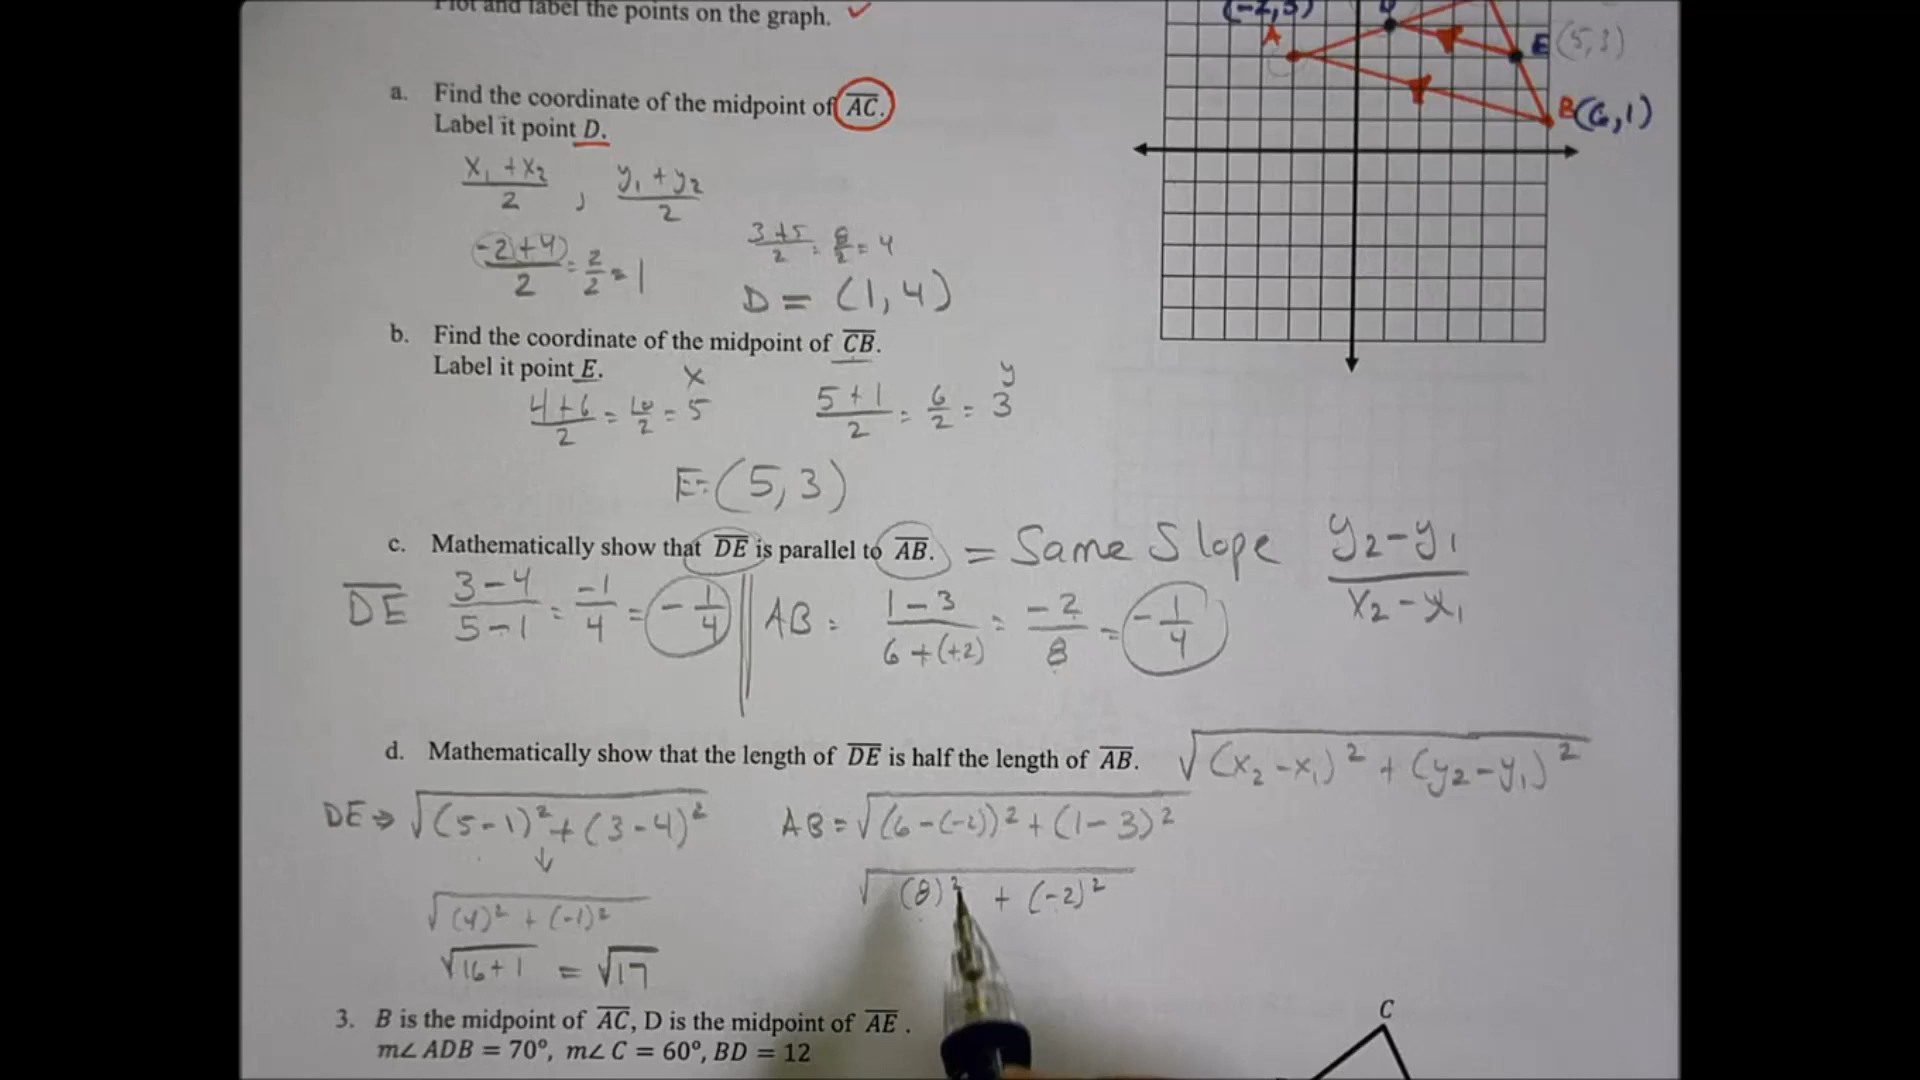 Plot and label the points on the graph. ✓
(-2,3)
A
D
E (5,3)
B(6,1)
a. Find the coordinate of the midpoint of AC.
Label it point D.
x₁ + x₂ / 2 , y₁ + y₂ / 2
-2+4 / 2 = 2/2 = 1
3+5 / 2 = 8/2 = 4
D = (1,4)
b. Find the coordinate of the midpoint of CB.
Label it point E.
4+6 / 2 = 10/2 = 5 x
5+1 / 2 = 6/2 = 3 y
E=(5,3)
c. Mathematically show that DE is parallel to AB. = Same Slope y₂-y₁ / x₂-x₁
DE 3-4 / 5-1 = -1/4 = -1/4 || AB = 1-3 / 6+(+2) = -2/8 = -1/4
d. Mathematically show that the length of DE is half the length of AB. √(x₂-x₁)² + (y₂-y₁)²
DE ⇒ √(5-1)²+(3-4)² AB = √(6-(-2))² + (1-3)²
↓
√(4)² + (-1)² √(8)² + (-2)²
√16+1 = √17
3. B is the midpoint of AC, D is the midpoint of AE .
m∠ ADB = 70°, m∠ C = 60°, BD = 12
C